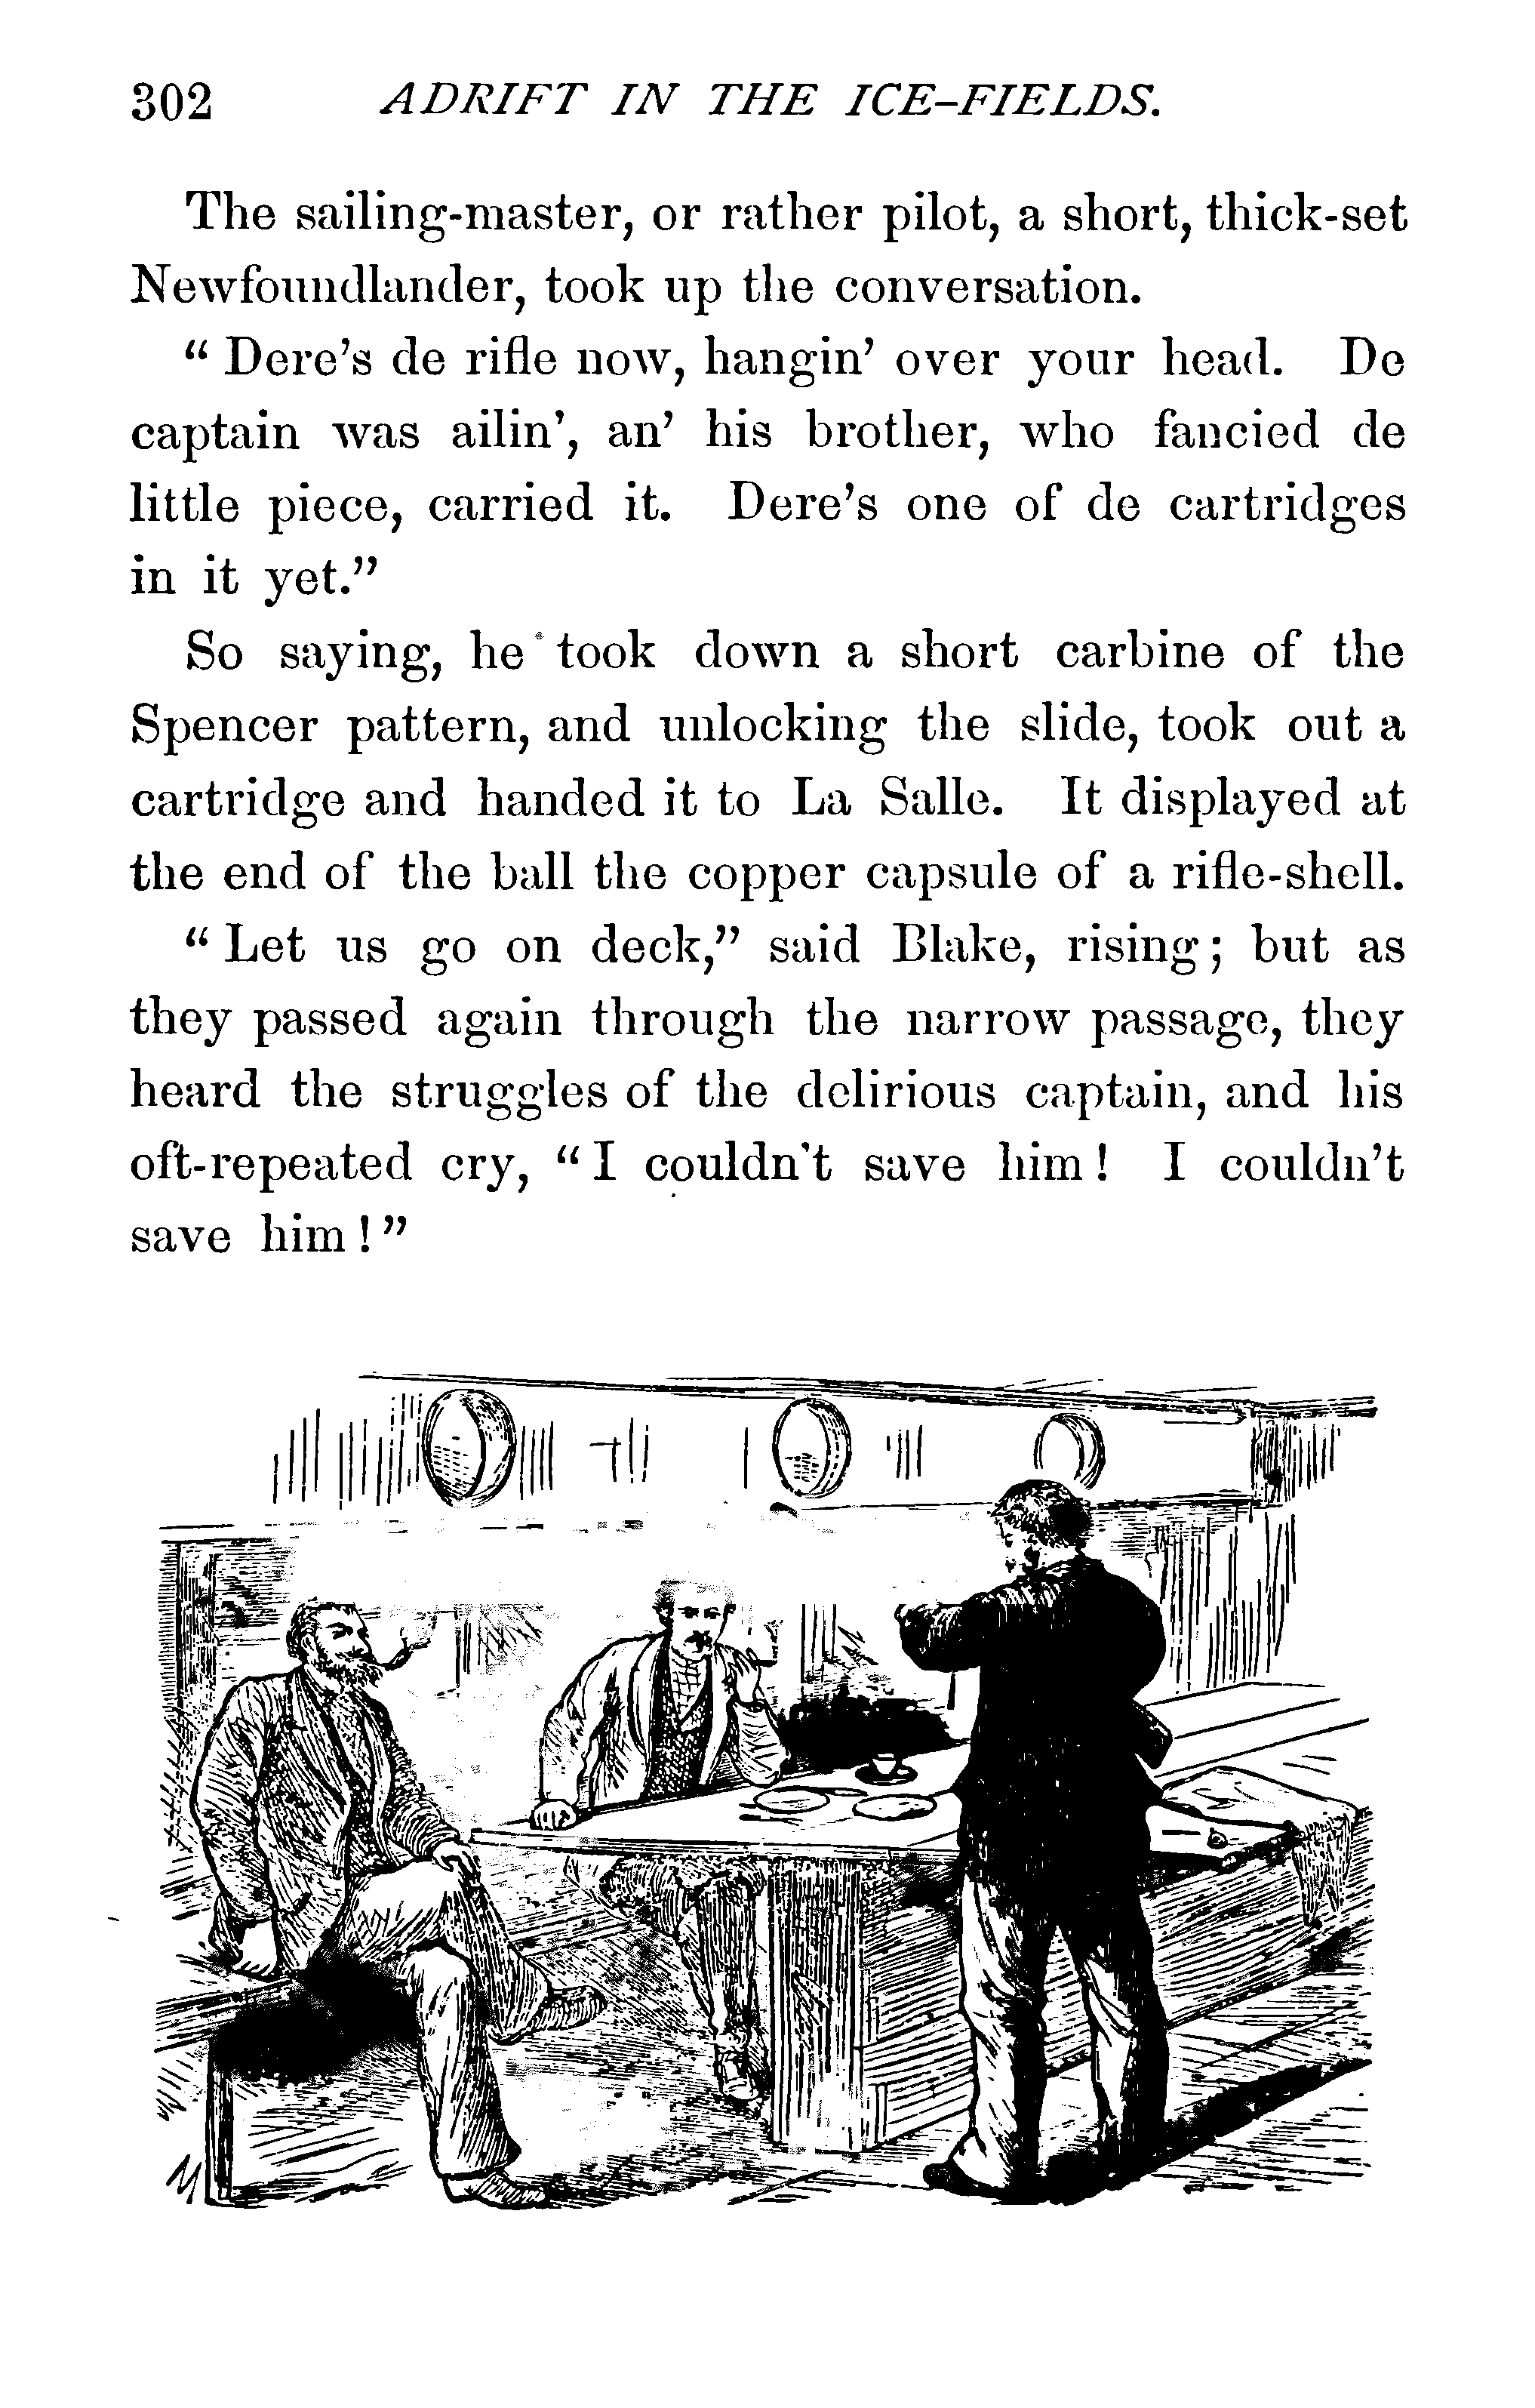 302 ADRIFT IN THE ICE-FIELDS.
The sailing-master, or rather pilot, a short, thick-set
Newfoundlander, took up the conversation.
“Dere’s de rifle now, hangin’ over your head. De
captain was ailin’, an’ his brother, who fancied de
little piece, carried it. Dere’s one of de cartridges
in it yet.”
So saying, he took down a short carbine of the
Spencer pattern, and unlocking the slide, took out a
cartridge and handed it to La Salle. It displayed at
the end of the ball the copper capsule of a rifle-shell.
“Let us go on deck,” said Blake, rising; but as
they passed again through the narrow passage, they
heard the struggles of the delirious captain, and his
oft-repeated cry, “I couldn’t save him! I couldn’t
save him!”